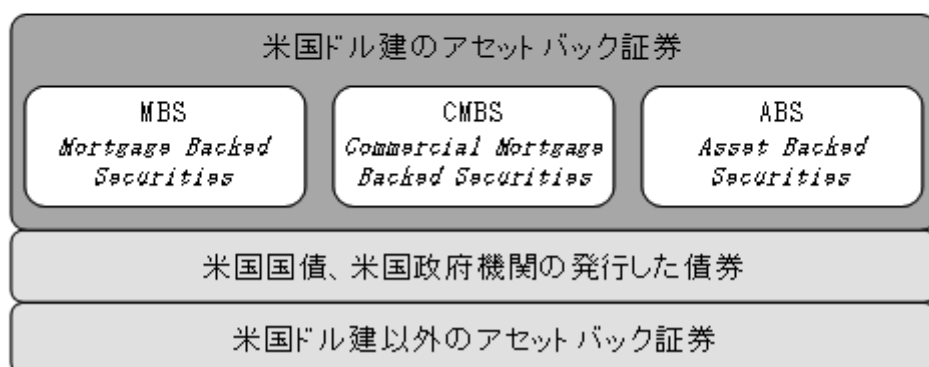 米国ドル建のアセットバック証券
MBS
Mortgage Backed
Securities
CMBS
Commercial Mortgage
Backed Securities
ABS
Asset Backed
Securities
米国国債、米国政府機関の発行した債券
米国ドル建以外のアセットバック証券